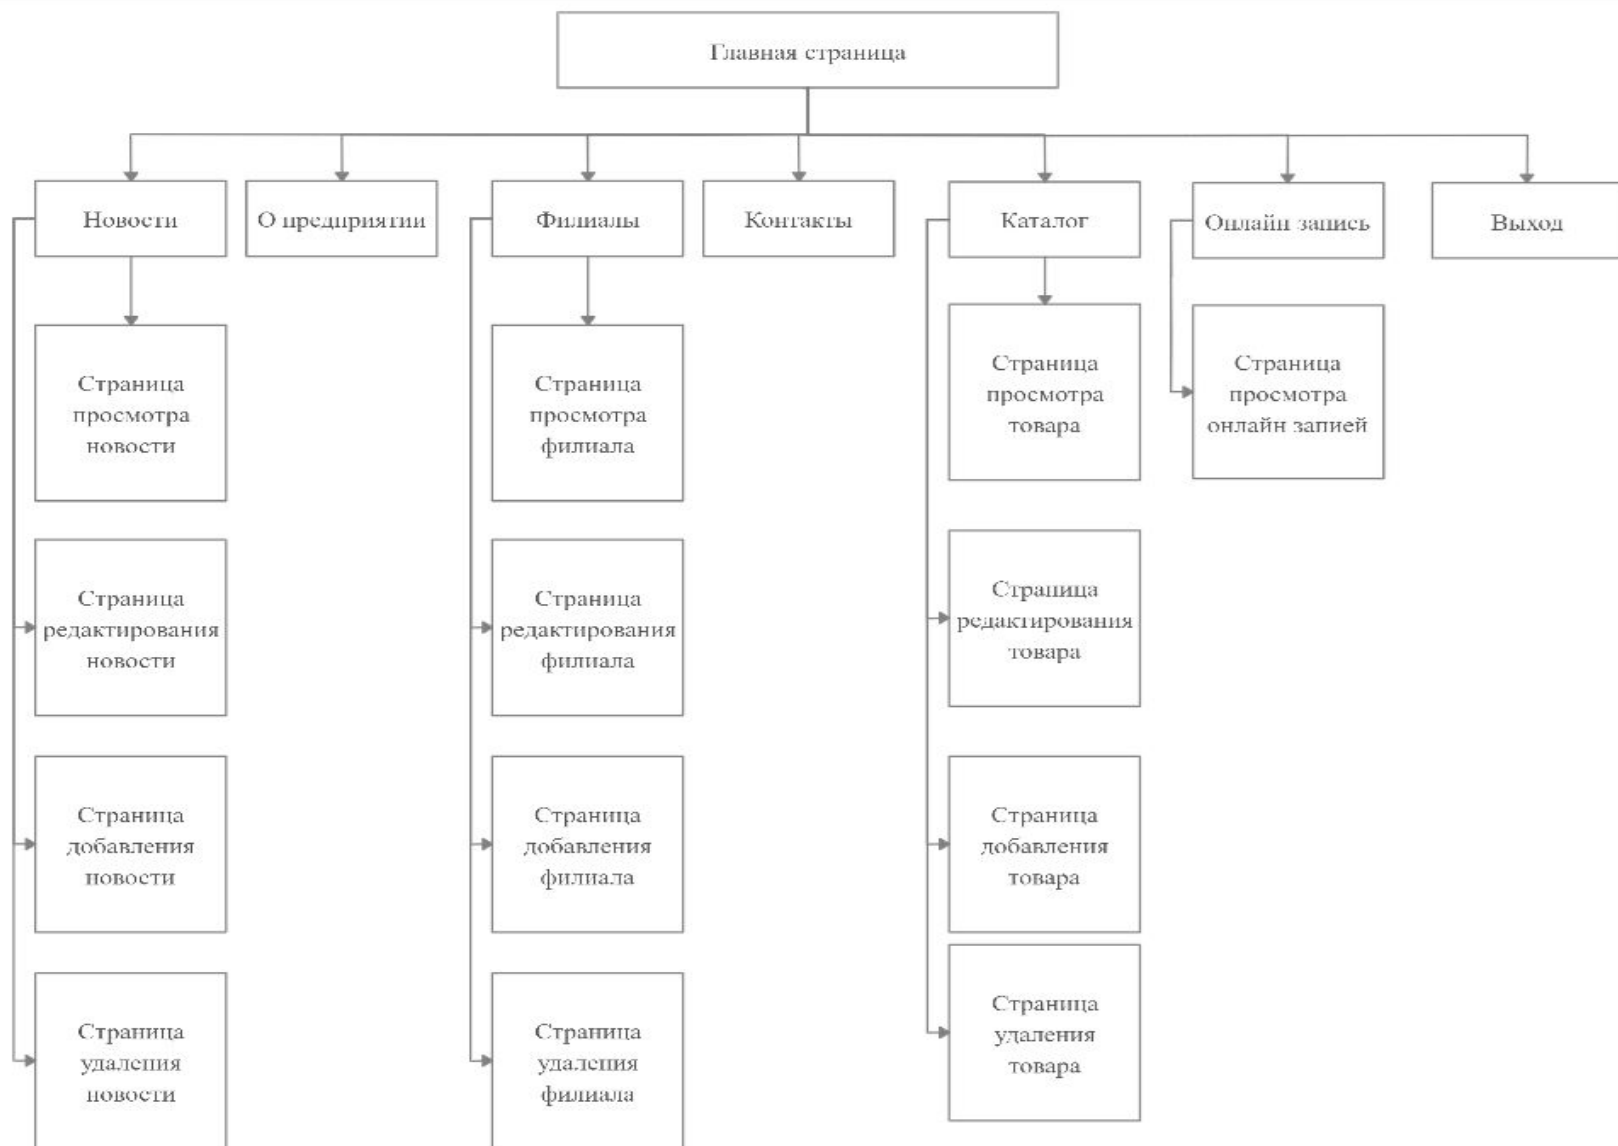 Главная страница
Новости
О предприятии
Филиалы
Контакты
Каталог
Онлайн запись
Выход
Страница
просмотра
новости
Страница
просмотра
филиала
Страница
просмотра
товара
Страница
просмотра
онлайн запией
Страница
редактирования
новости
Страница
редактирования
филиала
Страница
редактирования
товара
Страница
добавления
новости
Страница
добавления
филиала
Страница
добавления
товара
Страница
удаления
новости
Страница
удаления
филиала
Страница
удаления
товара